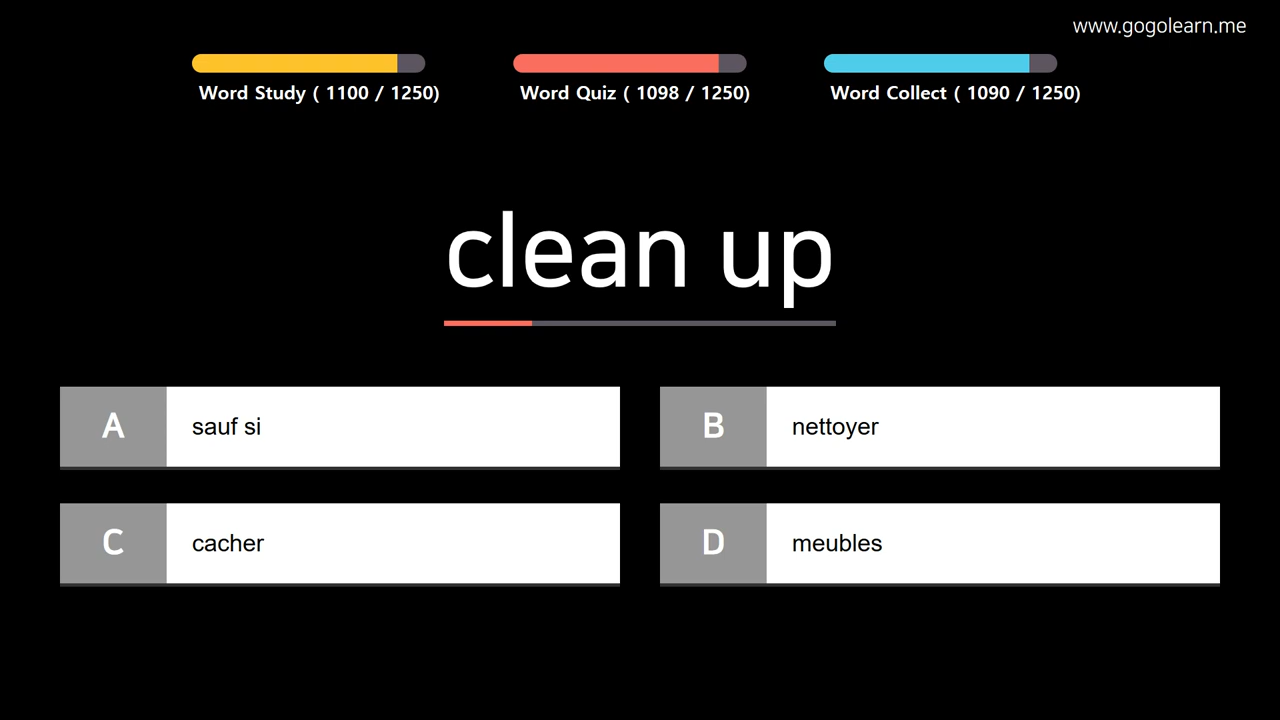 www.gogolearn.me
Word Study ( 1100 / 1250)
Word Quiz ( 1098 / 1250)
Word Collect ( 1090 / 1250)
clean up
A sauf si
B nettoyer
C cacher
D meubles